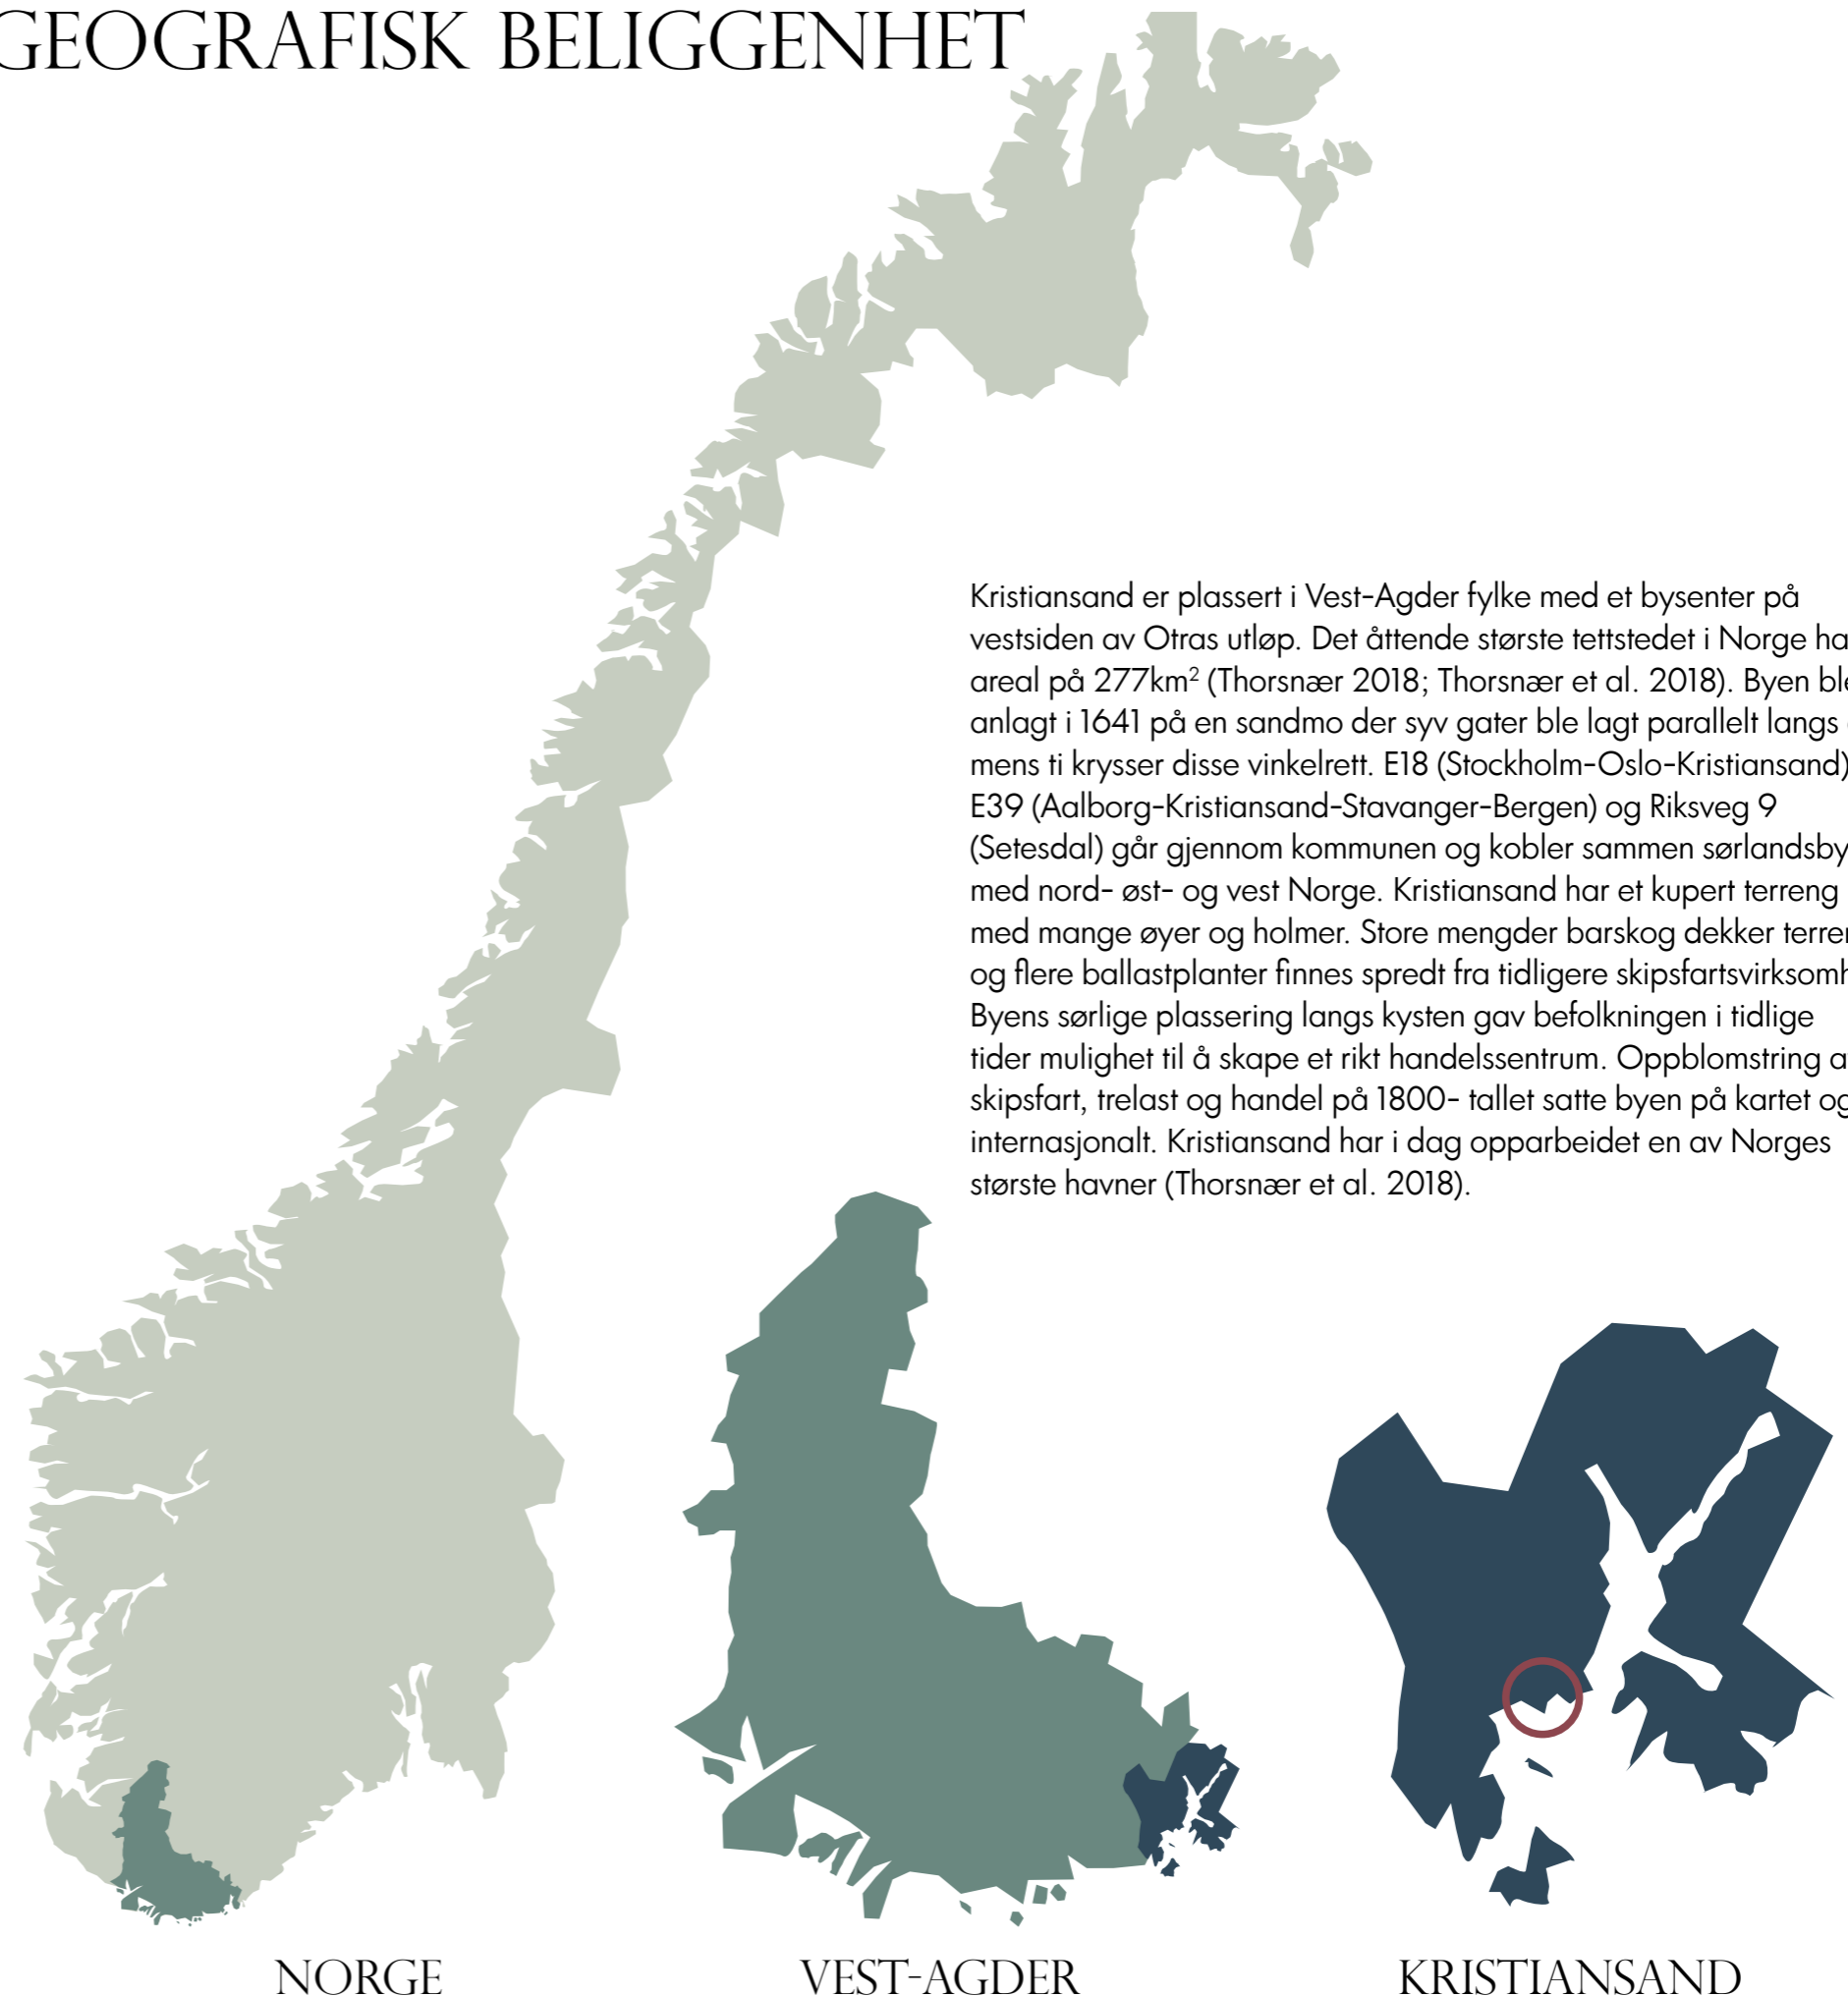 GEOGRAFISK BELIGGENHET
Kristiansand er plassert i Vest-Agder fylke med et bysenter på
vestsiden av Otras utløp. Det åttende største tettstedet i Norge ha
areal på 277km² (Thorsnær 2018; Thorsnær et al. 2018). Byen ble
anlagt i 1641 på en sandmo der syv gater ble lagt parallelt langs
mens ti krysser disse vinkelrett. E18 (Stockholm-Oslo-Kristiansand)
E39 (Aalborg-Kristiansand-Stavanger-Bergen) og Riksveg 9
(Setesdal) går gjennom kommunen og kobler sammen sørlandsby
med nord- øst- og vest Norge. Kristiansand har et kupert terreng
med mange øyer og holmer. Store mengder barskog dekker terre
og flere ballastplanter finnes spredt fra tidligere skipsfartsvirksomh
Byens sørlige plassering langs kysten gav befolkningen i tidlige
tider mulighet til å skape et rikt handelssentrum. Oppblomstring a
skipsfart, trelast og handel på 1800- tallet satte byen på kartet og
internasjonalt. Kristiansand har i dag opparbeidet en av Norges
største havner (Thorsnær et al. 2018).
NORGE
VEST-AGDER
KRISTIANSAND